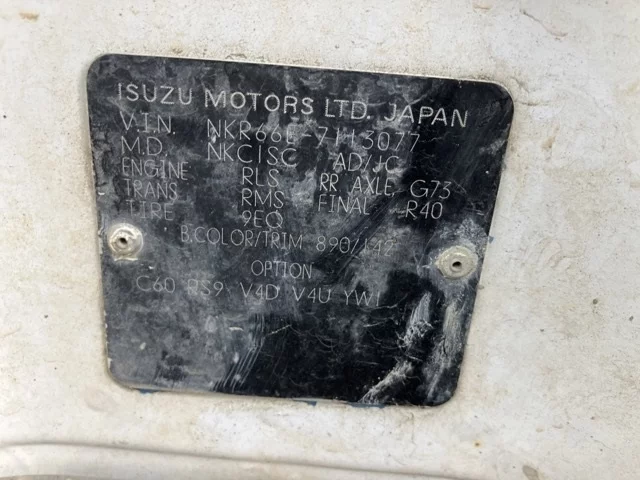 ISUZU MOTORS LTD. JAPAN
V.I.N. NKR66E-7113077
M.D. NKC1SC AD/JC
ENGINE RLS RR AXLE G73
TRANS RMS FINAL R40
TIRE 9EQ
B.COLOR/TRIM 890/142
OPTION
C60 RS9 V4D V4U YW1